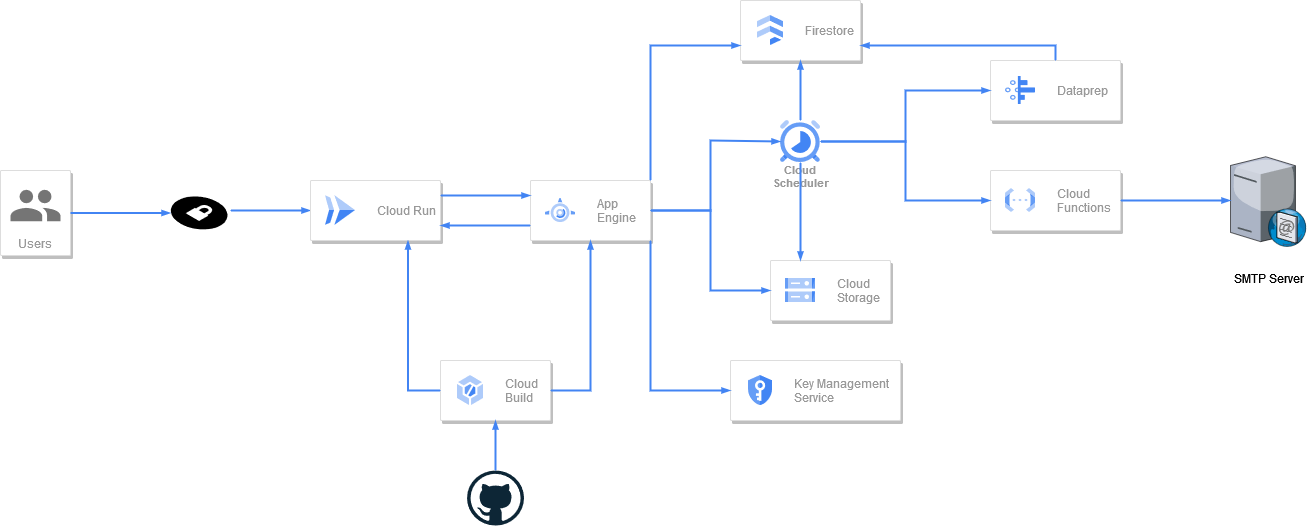 Firestore
Dataprep
Cloud
Scheduler
Users
Cloud Run
App
Engine
Cloud
Functions
SMTP Server
Cloud
Storage
Cloud
Build
Key Management
Service